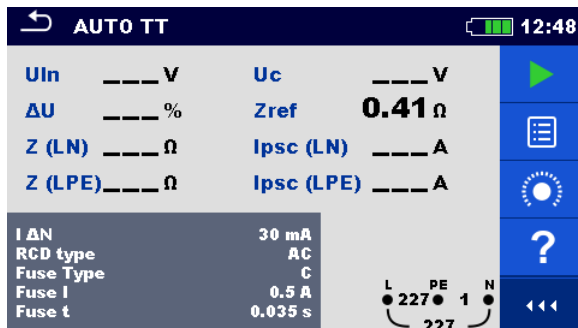 AUTO TT 12:48
Uln ___V Uc ___V
ΔU ___% Zref 0.41Ω
Z (LN) ___Ω Ipsc (LN) ___A
Z (LPE)___Ω Ipsc (LPE) ___A
I ΔN 30 mA
RCD type AC
Fuse Type C
Fuse I 0.5 A
Fuse t 0.035 s
?
L PE N
227 1
227